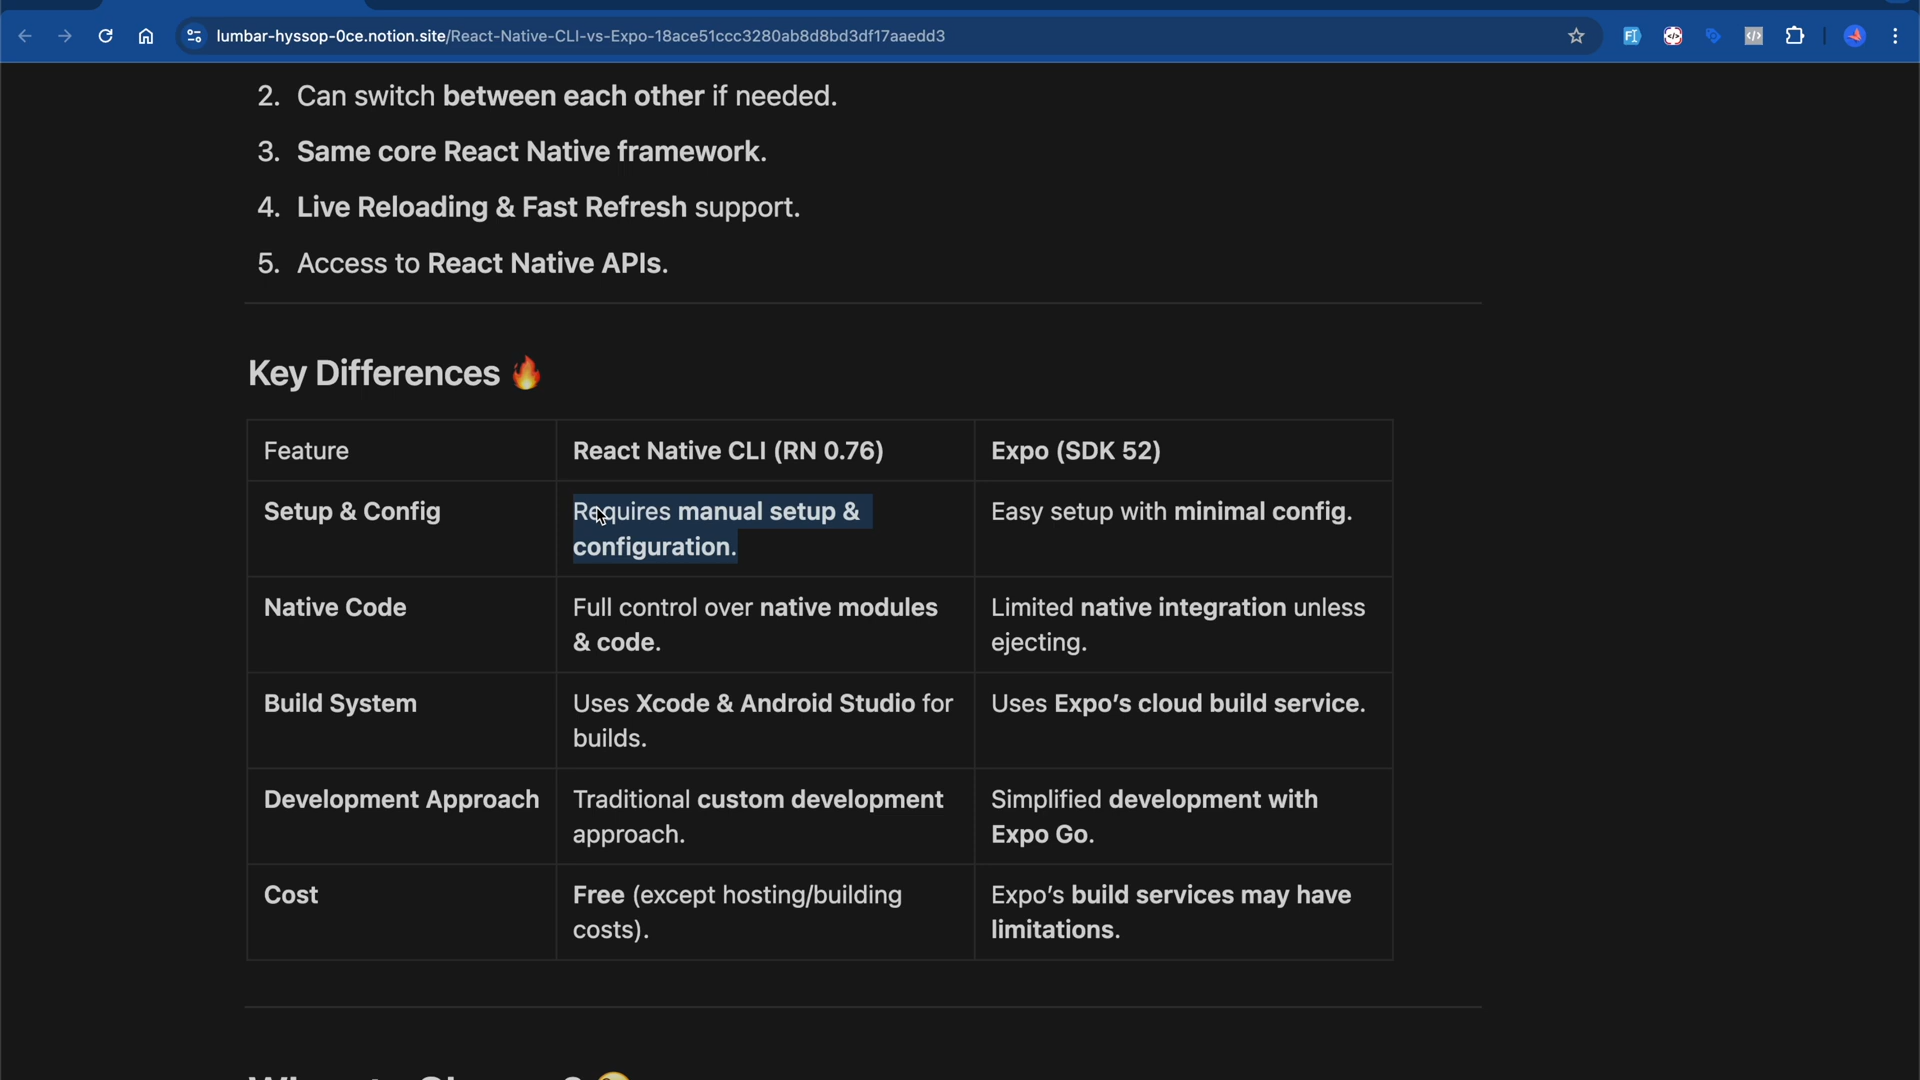 lumbar-hyssop-0ce.notion.site/React-Native-CLI-vs-Expo-18ace51ccc3280ab8d8bd3df17aaedd3
2. Can switch between each other if needed.
3. Same core React Native framework.
4. Live Reloading & Fast Refresh support.
5. Access to React Native APIs.
Key Differences 🔥
Feature
React Native CLI (RN 0.76)
Expo (SDK 52)
Setup & Config
Requires manual setup &
configuration.
Easy setup with minimal config.
Native Code
Full control over native modules
& code.
Limited native integration unless
ejecting.
Build System
Uses Xcode & Android Studio for
builds.
Uses Expo’s cloud build service.
Development Approach
Traditional custom development
approach.
Simplified development with
Expo Go.
Cost
Free (except hosting/building
costs).
Expo’s build services may have
limitations.